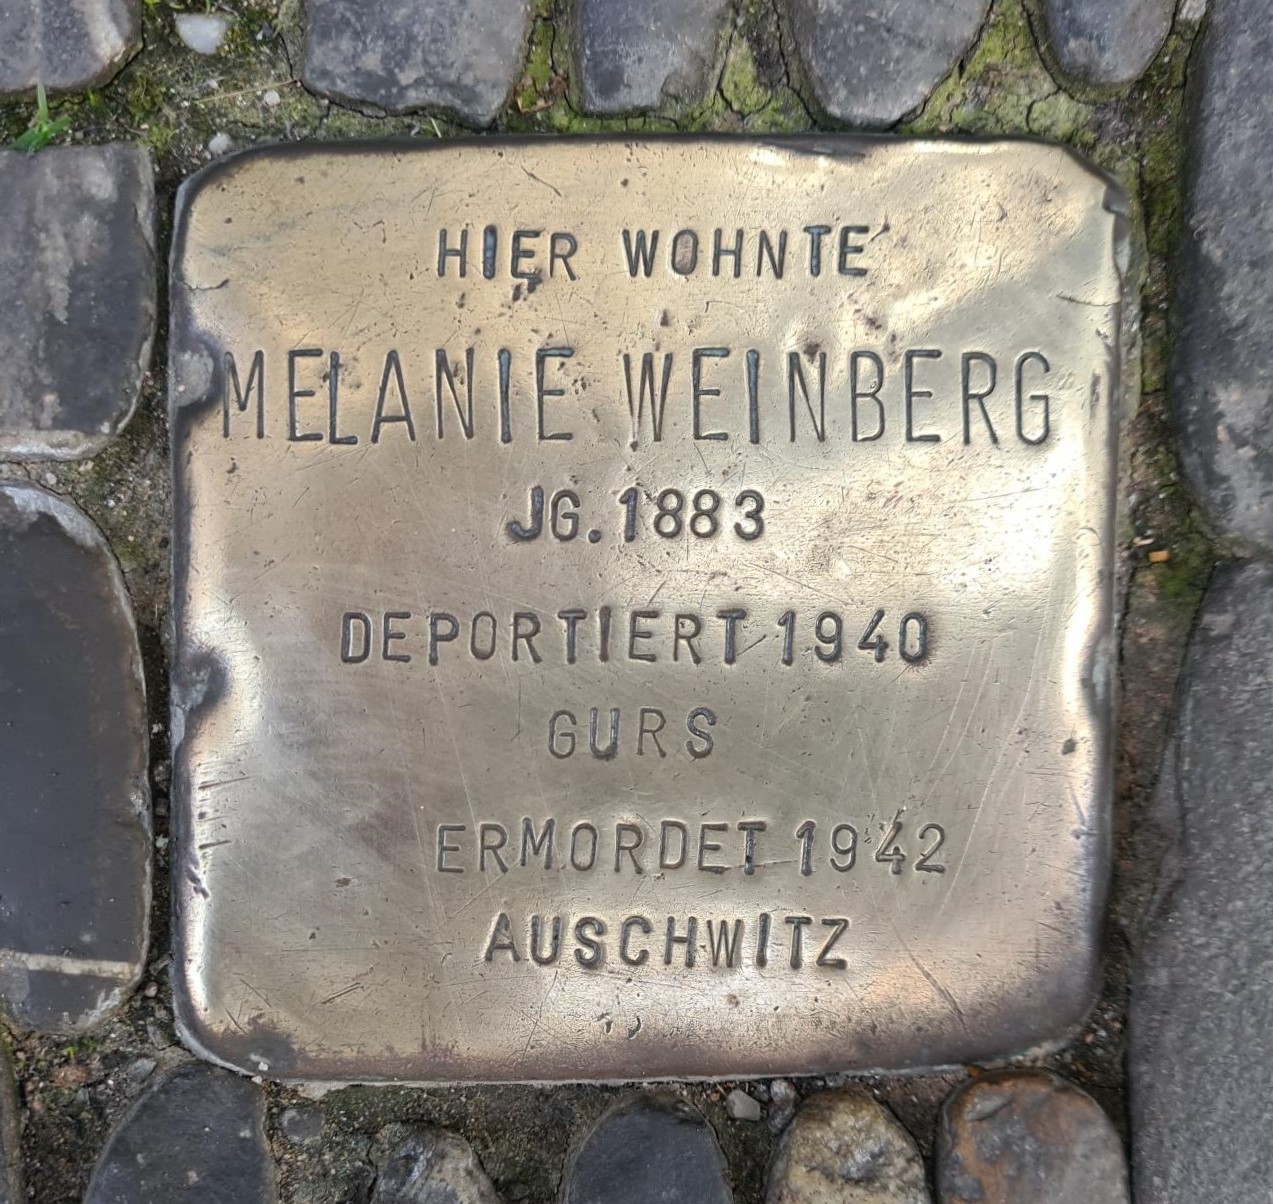 HIER WOHNTE
MELANIE WEINBERG
JG. 1883
DEPORTIERT 1940
GURS
ERMORDET 1942
AUSCHWITZ